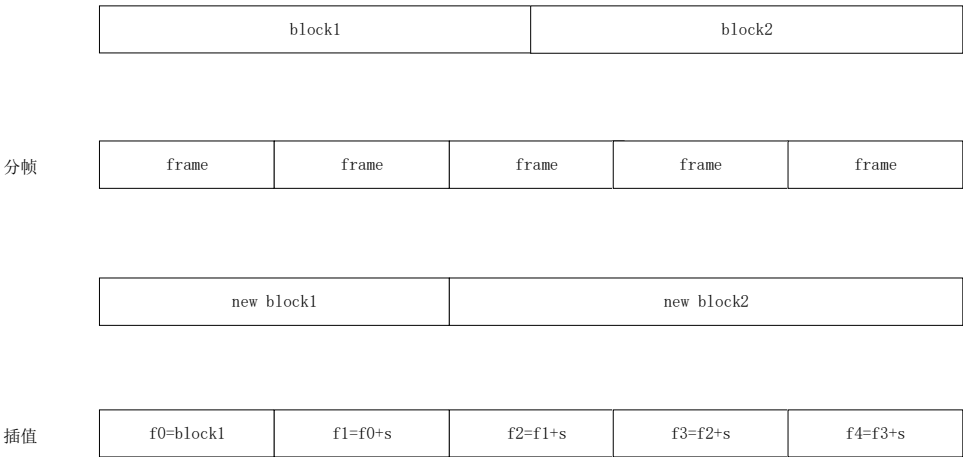 block1 block2
分帧 frame frame frame frame frame
new block1 new block2
插值 f0=block1 f1=f0+s f2=f1+s f3=f2+s f4=f3+s